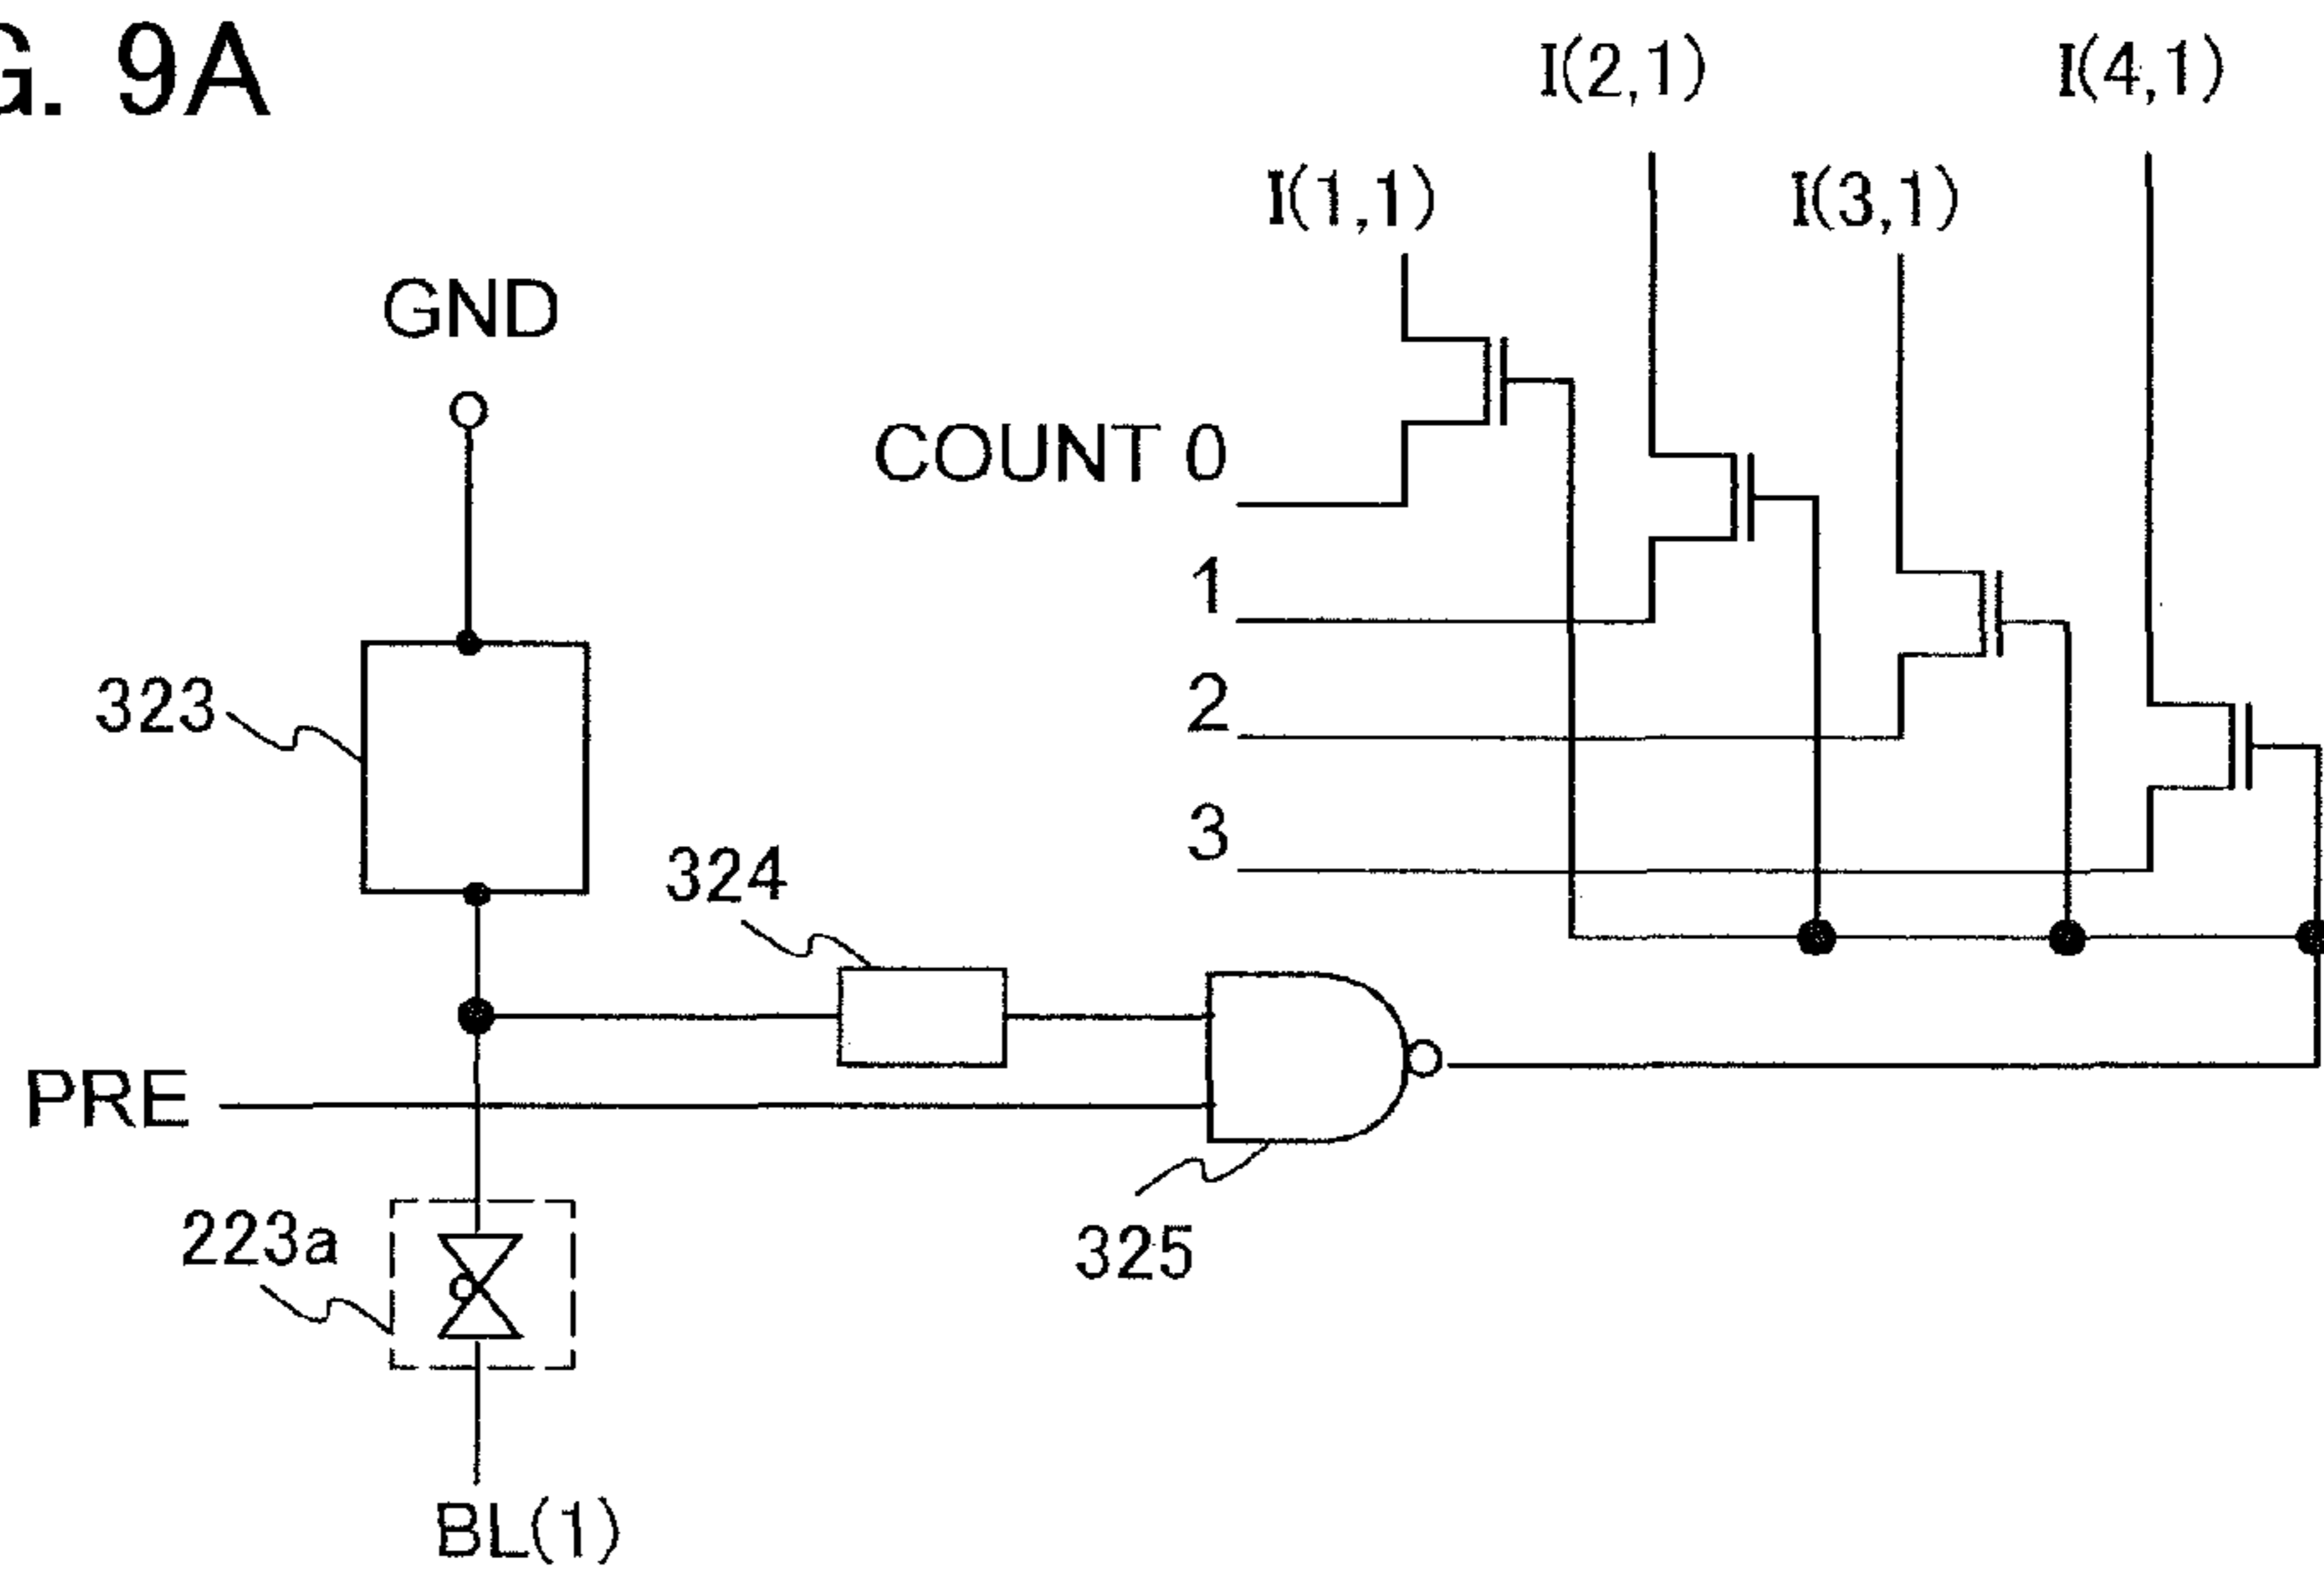 G. 9A
I(2,1)
I(4,1)
I(1,1)
I(3,1)
GND
COUNT 0
1
323
2
3
324
PRE
223a
325
BL(1)